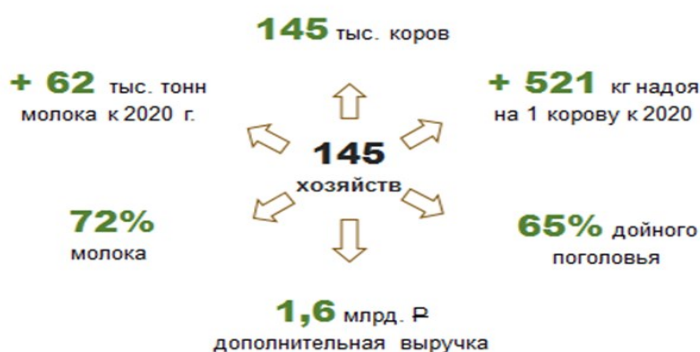 145 тыс. коров
+ 62 тыс. тонн
молока к 2020 г.
+ 521 кг надоя
на 1 корову к 2020
145
хозяйств
72%
молока
65% дойного
поголовья
1,6 млрд. ₽
дополнительная выручка